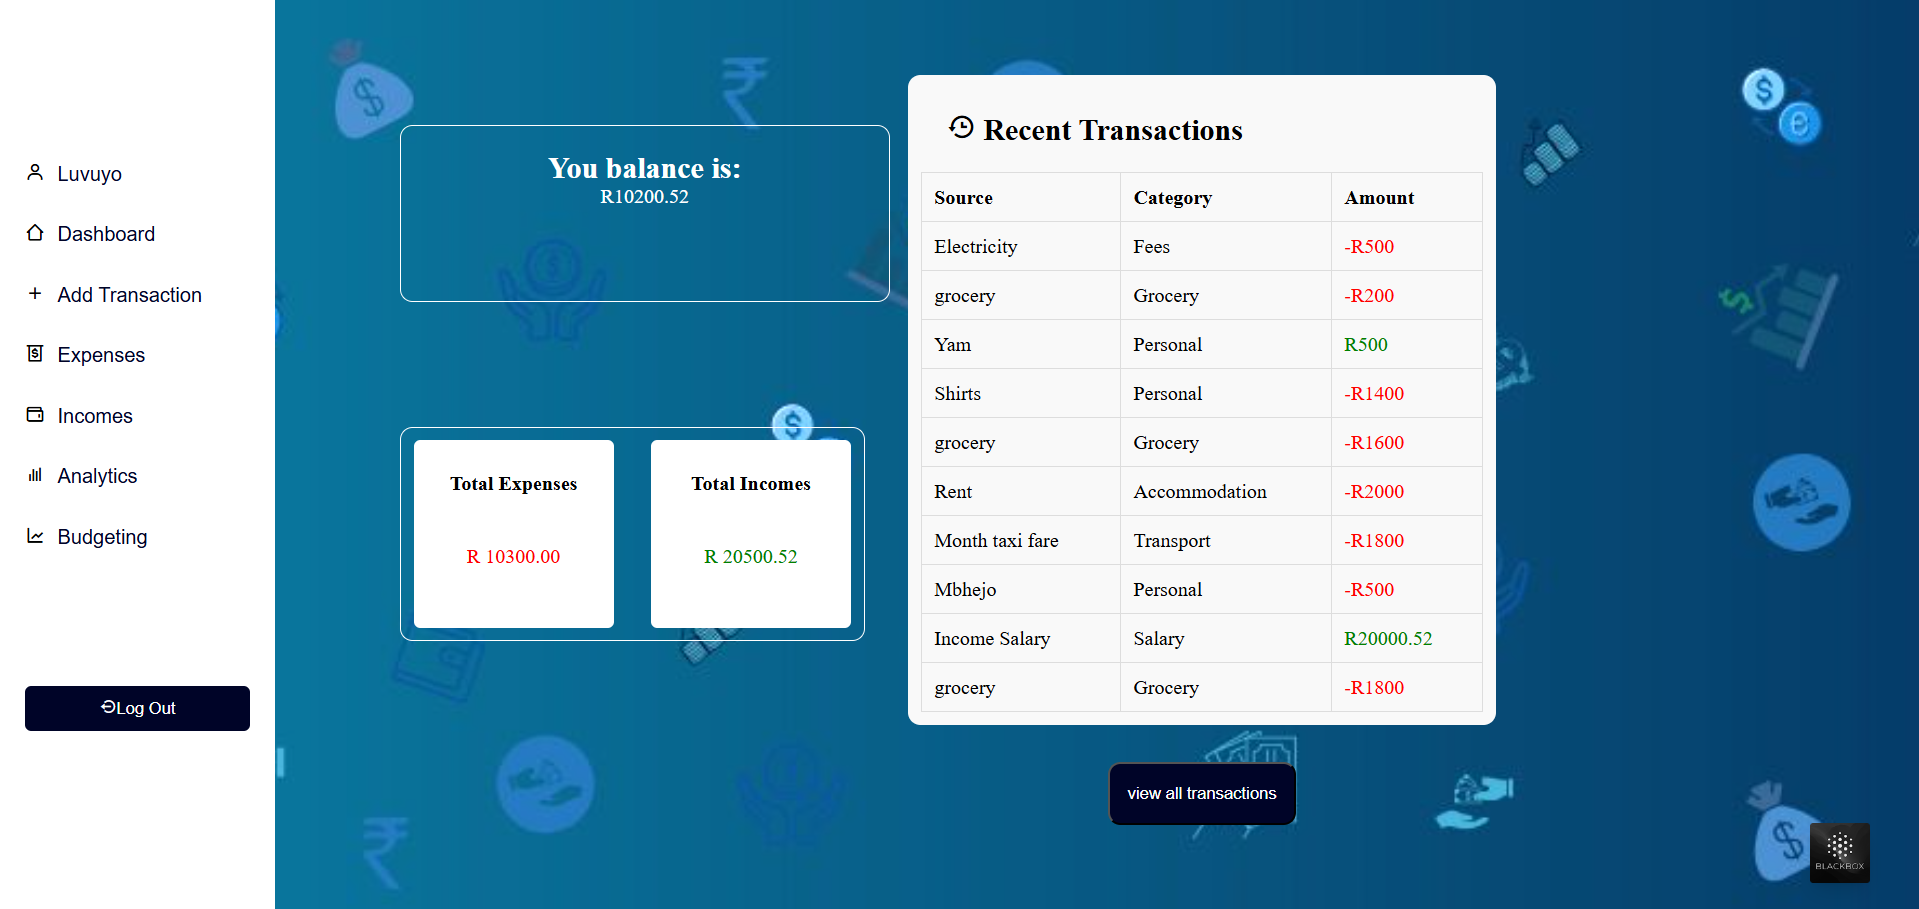 Luvuyo
Dashboard
Add Transaction
Expenses
Incomes
Analytics
Budgeting
Log Out
You balance is:
R10200.52
Total Expenses
R 10300.00
Total Incomes
R 20500.52
Recent Transactions
Source Category Amount
Electricity Fees -R500
grocery Grocery -R200
Yam Personal R500
Shirts Personal -R1400
grocery Grocery -R1600
Rent Accommodation -R2000
Month taxi fare Transport -R1800
Mbhejo Personal -R500
Income Salary Salary R20000.52
grocery Grocery -R1800
view all transactions
BLACKBOX